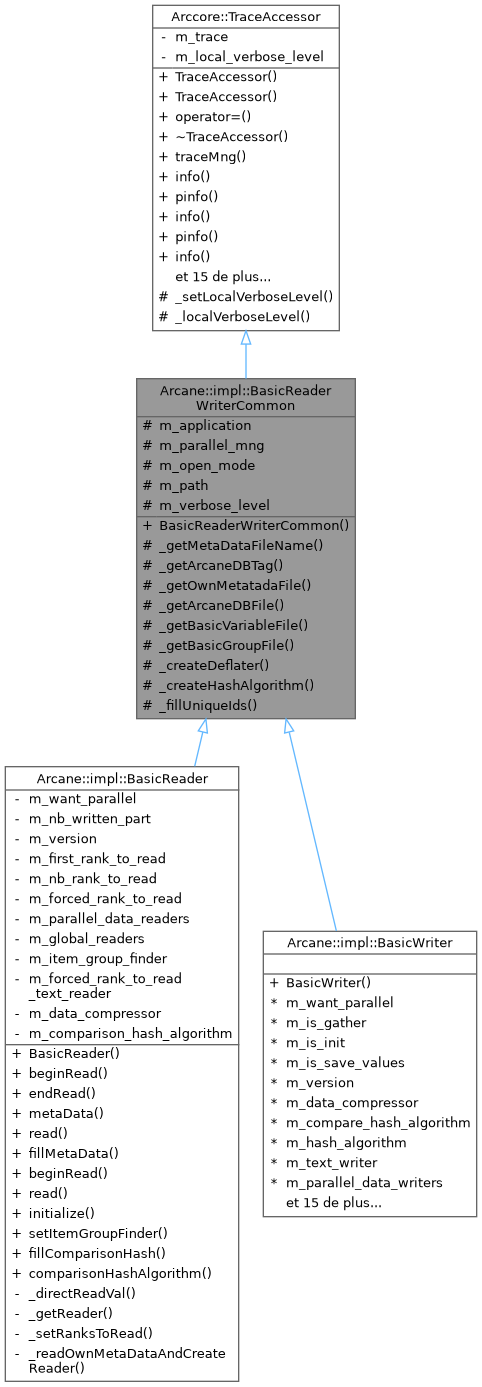 Arccore::TraceAccessor
- m_trace
- m_local_verbose_level
+ TraceAccessor()
+ TraceAccessor()
+ operator=()
+ ~TraceAccessor()
+ traceMng()
+ info()
+ pinfo()
+ info()
+ pinfo()
+ info()
et 15 de plus...
# _setLocalVerboseLevel()
# _localVerboseLevel()
Arcane::impl::BasicReader
WriterCommon
# m_application
# m_parallel_mng
# m_open_mode
# m_path
# m_verbose_level
+ BasicReaderWriterCommon()
# _getMetaDataFileName()
# _getArcaneDBTag()
# _getOwnMetatadaFile()
# _getArcaneDBFile()
# _getBasicVariableFile()
# _getBasicGroupFile()
# _createDeflater()
# _createHashAlgorithm()
# _fillUniqueIds()
Arcane::impl::BasicReader
- m_want_parallel
- m_nb_written_part
- m_version
- m_first_rank_to_read
- m_nb_rank_to_read
- m_forced_rank_to_read
- m_parallel_data_readers
- m_global_readers
- m_item_group_finder
- m_forced_rank_to_read
_text_reader
- m_data_compressor
- m_comparison_hash_algorithm
+ BasicReader()
+ beginRead()
+ endRead()
+ metaData()
+ read()
+ fillMetaData()
+ beginRead()
+ read()
+ initialize()
+ setItemGroupFinder()
+ fillComparisonHash()
+ comparisonHashAlgorithm()
- _directReadVal()
- _getReader()
- _setRanksToRead()
- _readOwnMetaDataAndCreate
Reader()
Arcane::impl::BasicWriter
+ BasicWriter()
* m_want_parallel
* m_is_gather
* m_is_init
* m_is_save_values
* m_version
* m_data_compressor
* m_compare_hash_algorithm
* m_hash_algorithm
* m_text_writer
* m_parallel_data_writers
et 15 de plus...